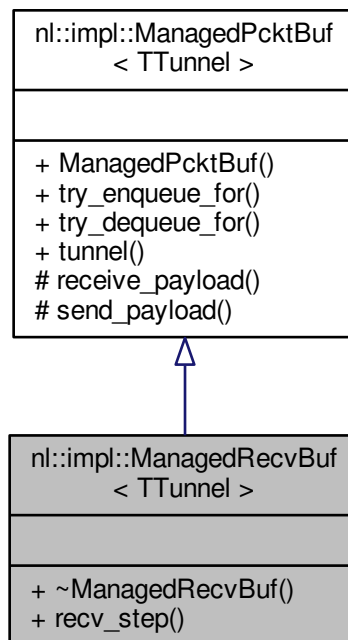 nl::impl::ManagedPcktBuf
< TTunnel >
+ ManagedPcktBuf()
+ try_enqueue_for()
+ try_dequeue_for()
+ tunnel()
# receive_payload()
# send_payload()
nl::impl::ManagedRecvBuf
< TTunnel >
+ ~ManagedRecvBuf()
+ recv_step()